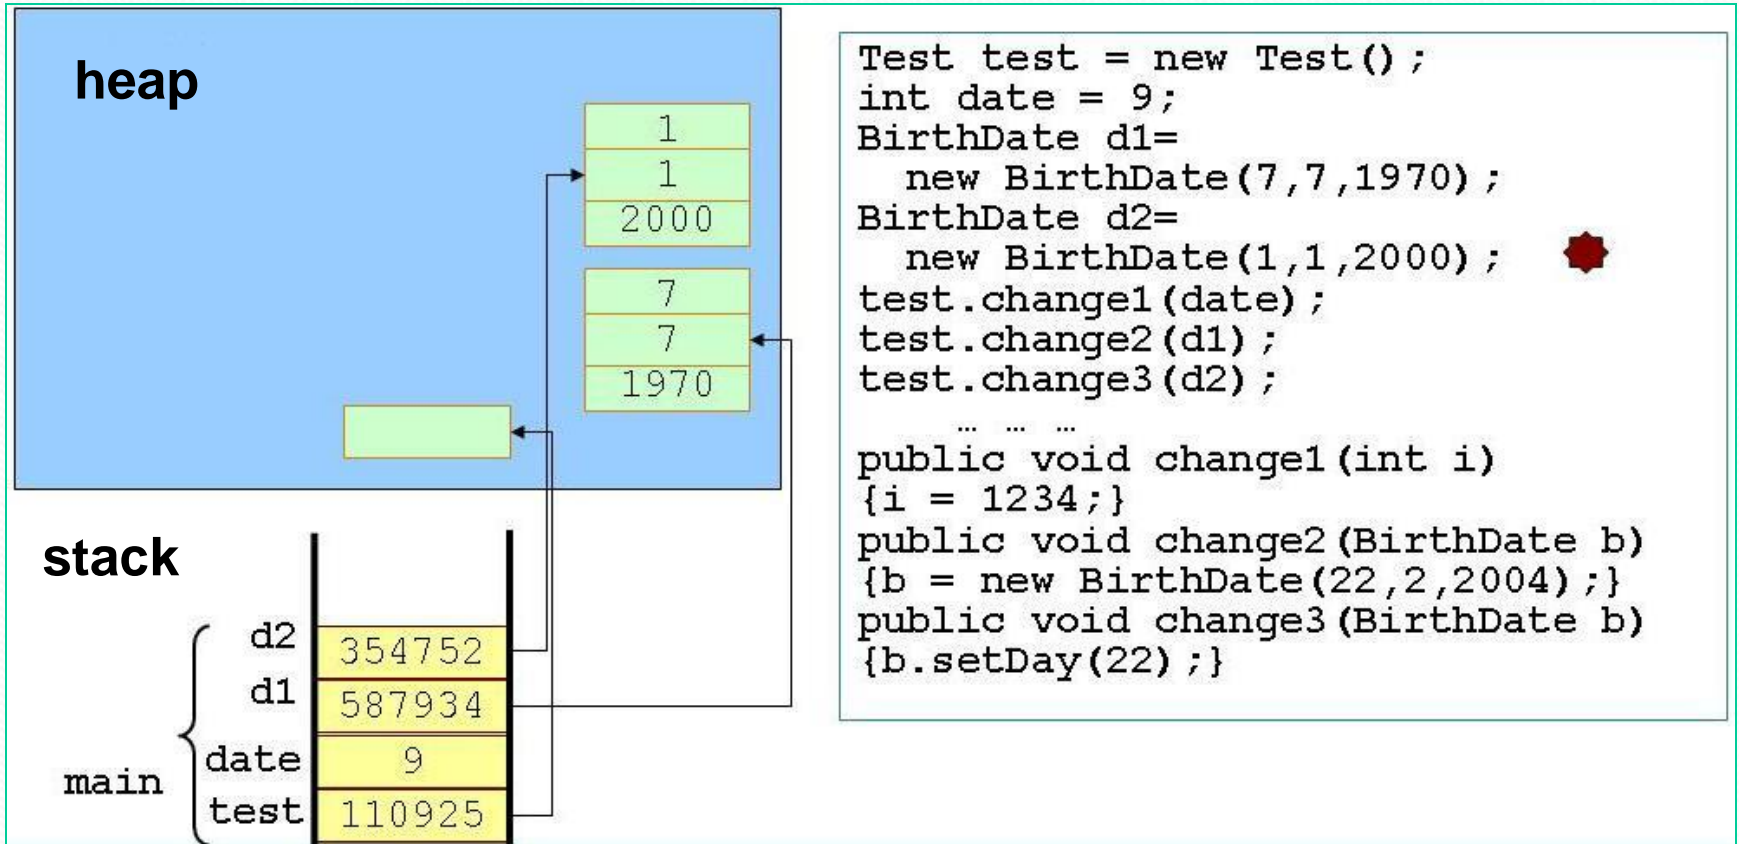 heap
1
1
2000
7
7
1970
stack
d2
354752
d1
587934
date
9
main
test
110925
Test test = new Test();
int date = 9;
BirthDate d1=
new BirthDate(7,7,1970);
BirthDate d2=
new BirthDate(1,1,2000);
test.change1(date);
test.change2(d1);
test.change3(d2);
… … …
public void change1(int i)
{i = 1234;}
public void change2(BirthDate b)
{b = new BirthDate(22,2,2004);}
public void change3(BirthDate b)
{b.setDay(22);}